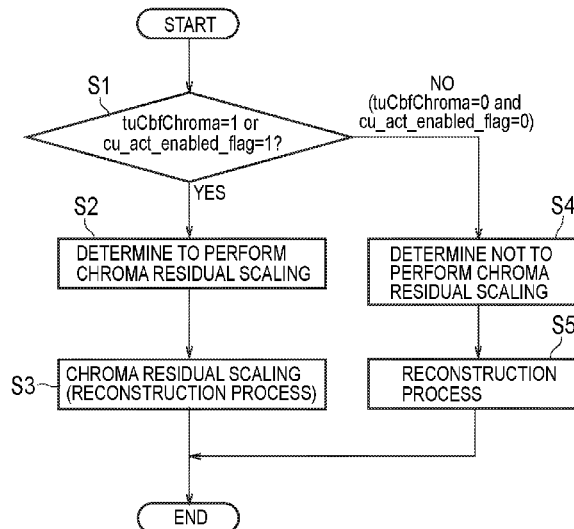 START
S1
tuCbfChroma=1 or
cu_act_enabled_flag=1?
NO
(tuCbfChroma=0 and
cu_act_enabled_flag=0)
YES
S2
DETERMINE TO PERFORM
CHROMA RESIDUAL SCALING
S4
DETERMINE NOT TO
PERFORM CHROMA
RESIDUAL SCALING
S3
CHROMA RESIDUAL SCALING
(RECONSTRUCTION PROCESS)
S5
RECONSTRUCTION
PROCESS
END